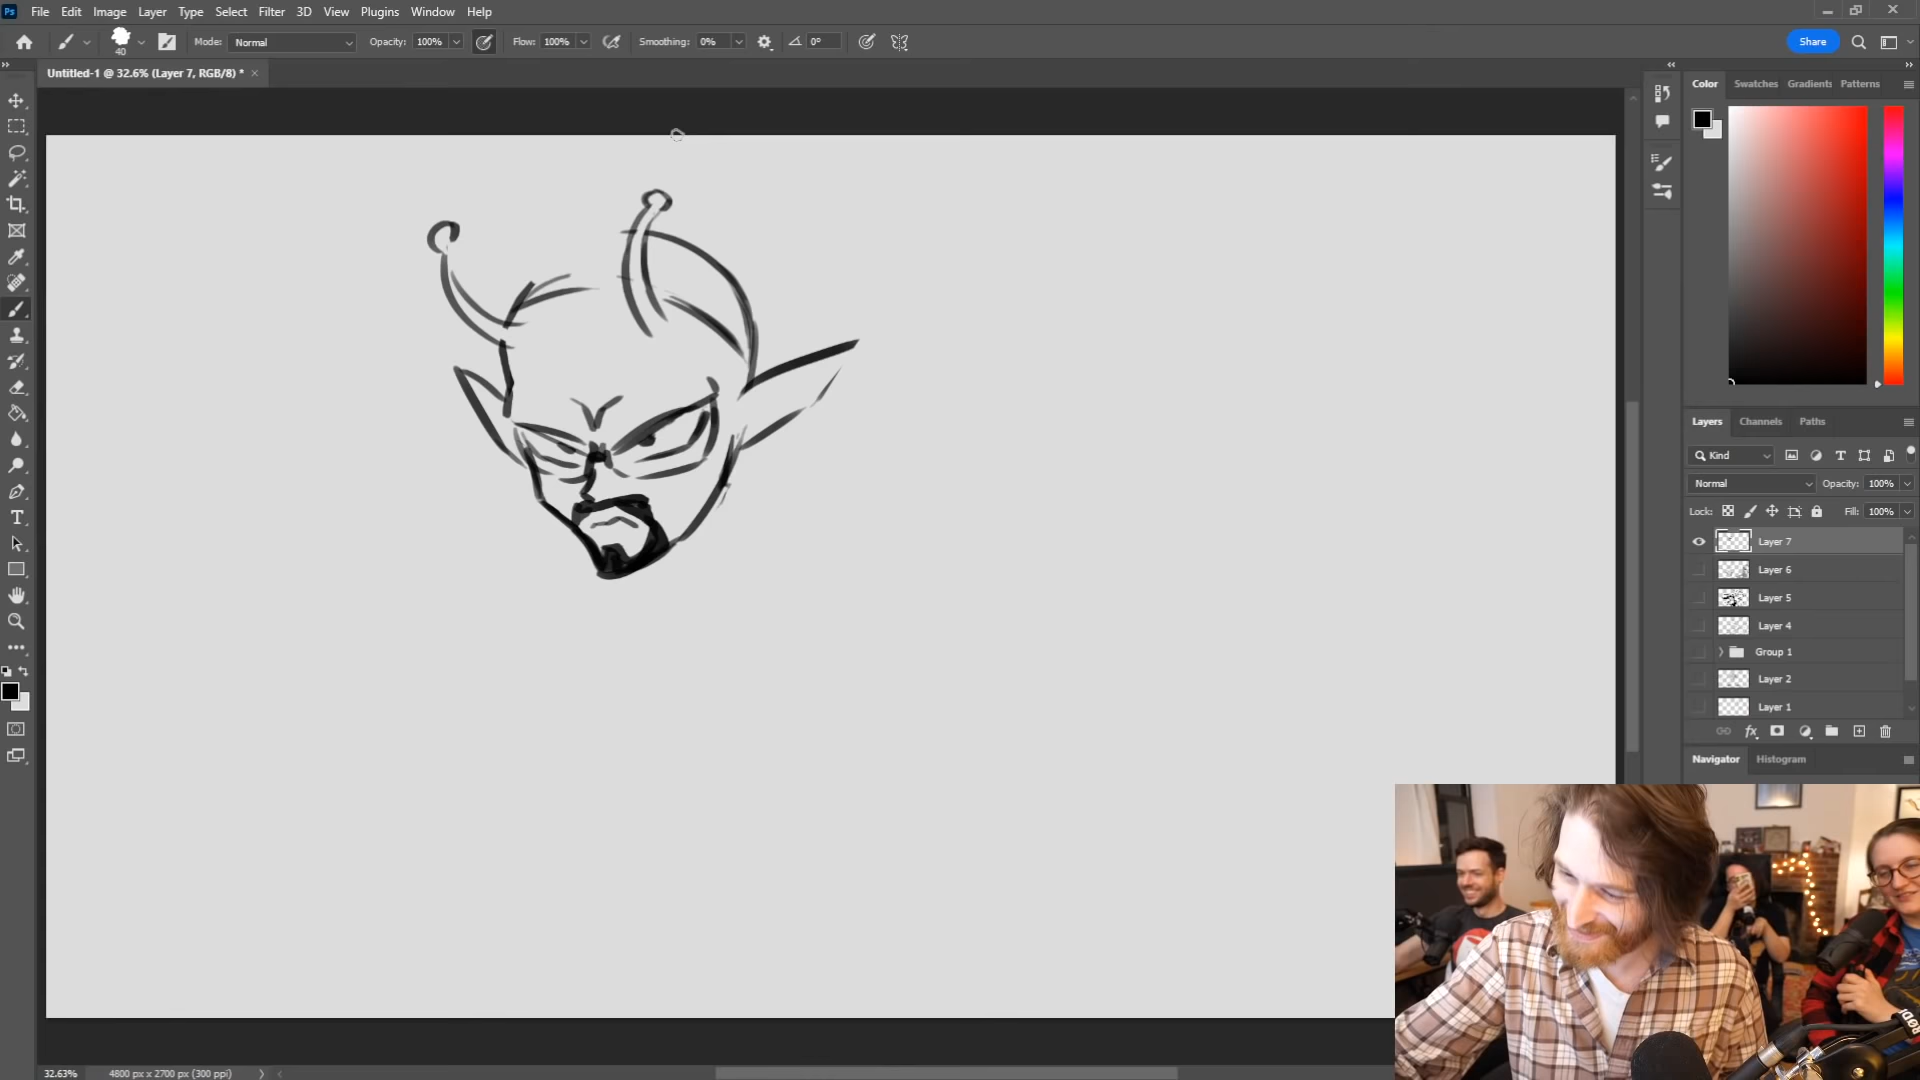 Ps File Edit Image Layer Type Select Filter 3D View Plugins Window Help
40 Mode: Normal Opacity: 100% Flow: 100% Smoothing: 0% 0° Share
Untitled-1 @ 32.6% (Layer 7, RGB/8) *
Color Swatches Gradients Patterns
Layers Channels Paths
Kind
Normal Opacity: 100%
Lock: Fill: 100%
Layer 7
Layer 6
Layer 5
Layer 4
Group 1
Layer 2
Layer 1
fx
Navigator Histogram
32.63% 4800 px x 2700 px (300 ppi)